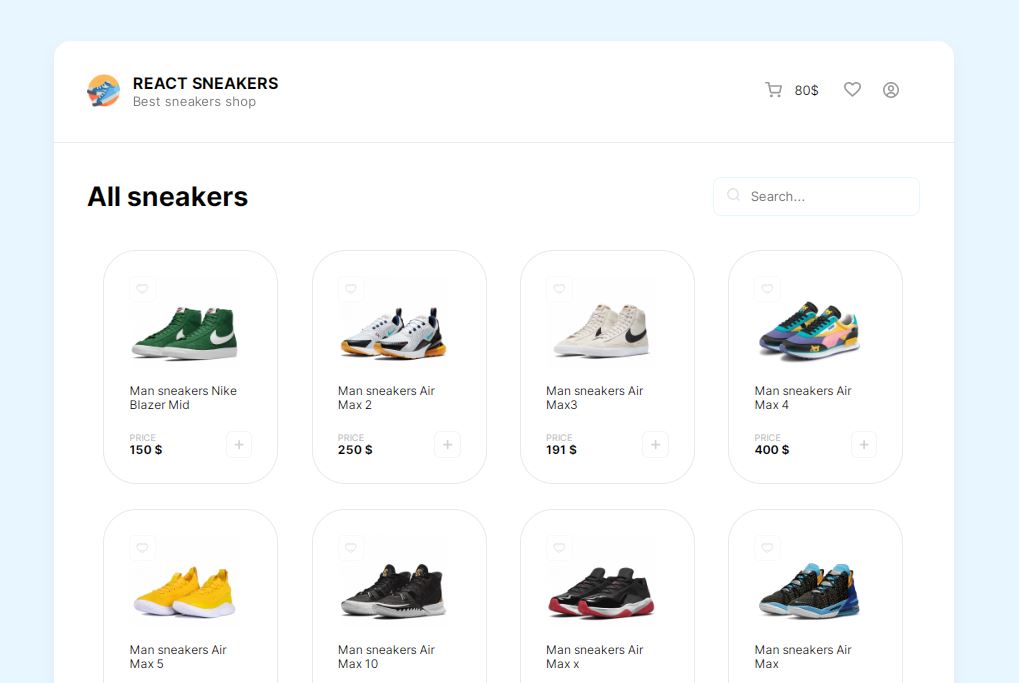 REACT SNEAKERS
Best sneakers shop
80$
All sneakers
Search...
Man sneakers Nike
Blazer Mid
PRICE
150 $
Man sneakers Air
Max 2
PRICE
250 $
Man sneakers Air
Max3
PRICE
191 $
Man sneakers Air
Max 4
PRICE
400 $
Man sneakers Air
Max 5
Man sneakers Air
Max 10
Man sneakers Air
Max x
Man sneakers Air
Max